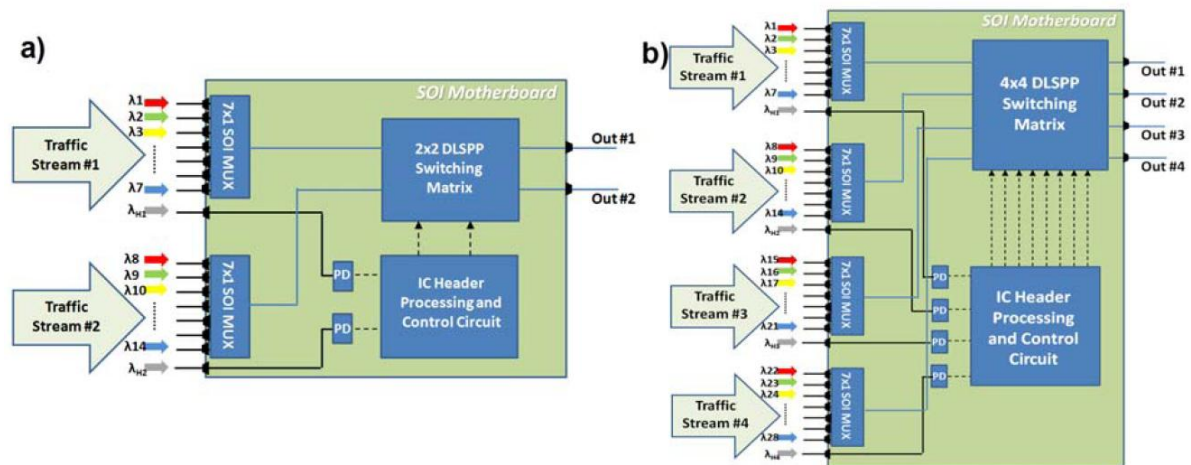 a)
SOI Motherboard
Traffic
Stream #1
λ1
λ2
λ3
λ7
λH1
7x1 SOI MUX
2x2 DLSPP
Switching
Matrix
Out #1
Out #2
Traffic
Stream #2
λ8
λ9
λ10
λ14
λH2
7x1 SOI MUX
PD
PD
IC Header
Processing and
Control Circuit
b)
SOI Motherboard
Traffic
Stream #1
λ1
λ2
λ3
λ7
λH1
7x1 SOI MUX
4x4 DLSPP
Switching
Matrix
Out #1
Out #2
Out #3
Out #4
Traffic
Stream #2
λ8
λ9
λ10
λ14
λH2
7x1 SOI MUX
Traffic
Stream #3
λ15
λ16
λ17
λ21
λH3
7x1 SOI MUX
PD
PD
PD
PD
IC Header
Processing
and Control
Circuit
Traffic
Stream #4
λ22
λ23
λ24
λ28
λH4
7x1 SOI MUX